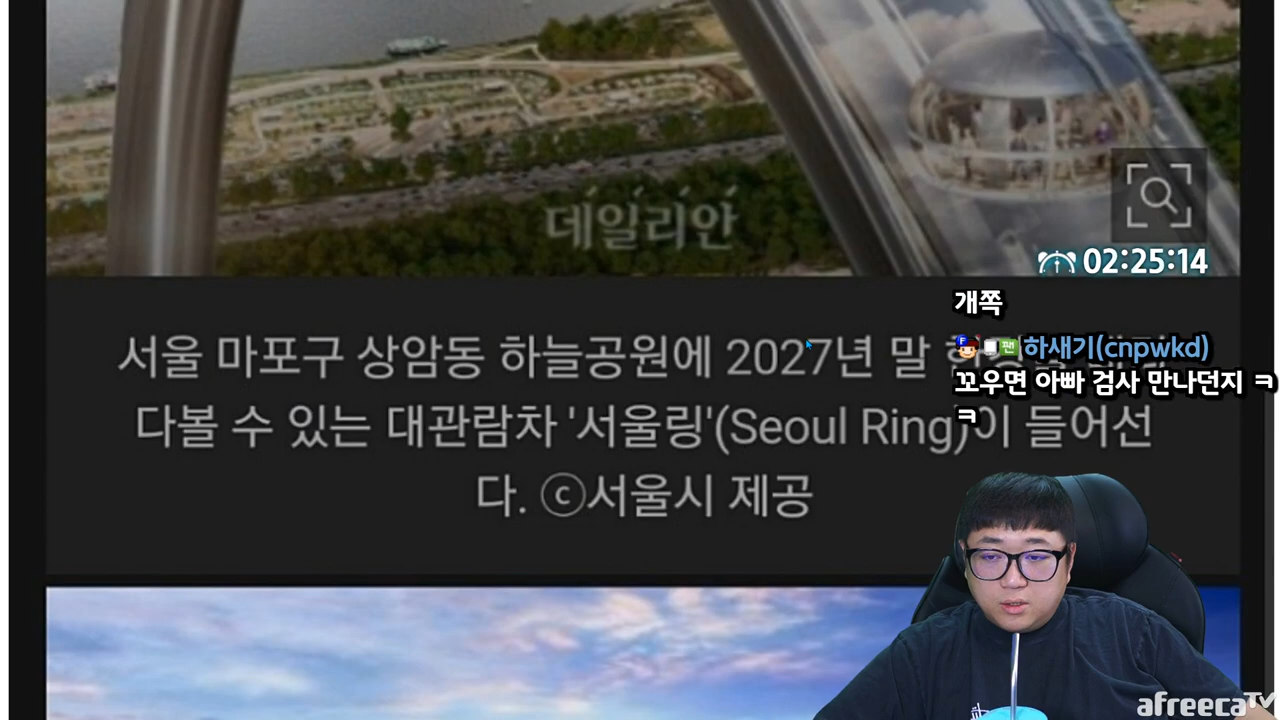 데일리안
02:25:14
개쪽
하새기(cnpwkd)
꼬우면 아빠 검사 만나던지 ㅋ
ㅋ
서울 마포구 상암동 하늘공원에 2027년 말
다볼 수 있는 대관람차 '서울링'(Seoul Ring)이 들어선
다. ⓒ서울시 제공
afreecaTV